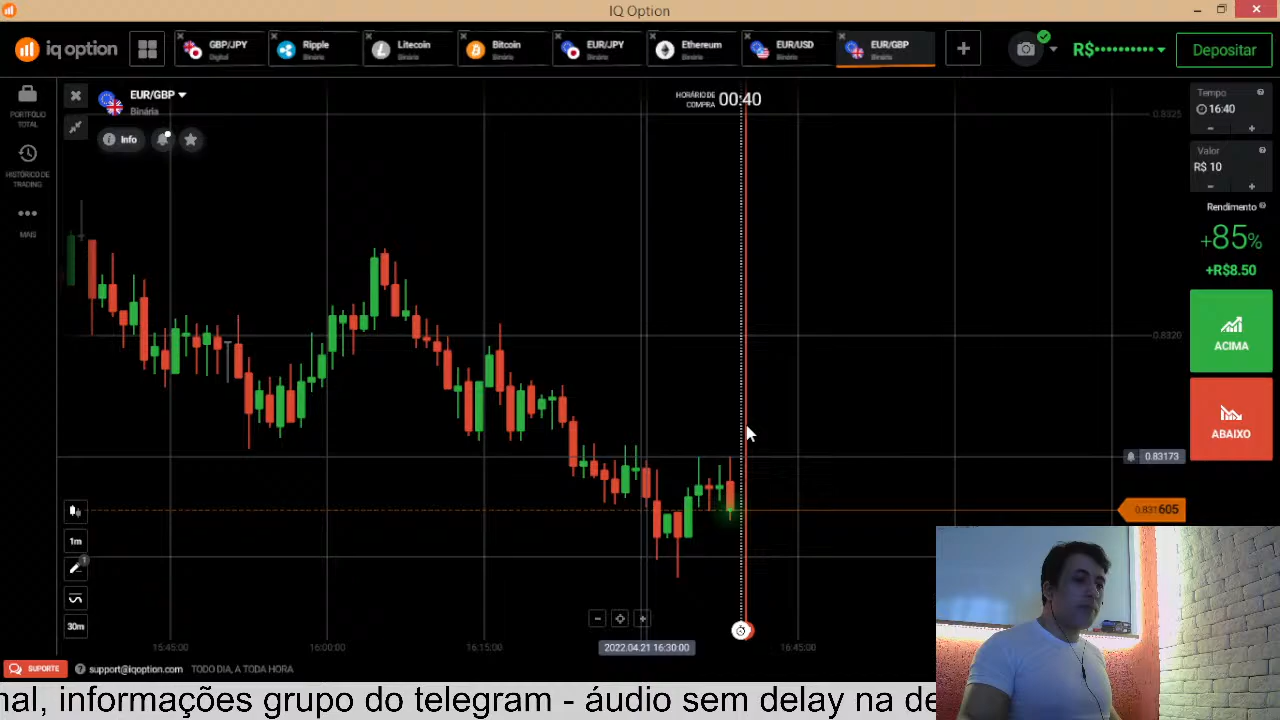 IQ Option
iq option
GBP/JPY
Digital
Ripple
Binária
Litecoin
Binária
Bitcoin
Binária
EUR/JPY
Binária
Ethereum
Binária
EUR/USD
Binária
EUR/GBP
Binária
R$••••••••••
Depositar
PORTFÓLIO
TOTAL
HISTÓRICO DE
TRADING
MAIS
EUR/GBP
Binária
Info
HORÁRIO DE
COMPRA
00:40
0.8325
0.8320
0.83173
0.831605
Tempo
16:40
Valor
R$ 10
Rendimento
+85%
+R$8.50
ACIMA
ABAIXO
1m
1
30m
15:45:00
16:00:00
16:15:00
2022.04.21 16:30:00
16:45:00
SUPORTE
support@iqoption.com
TODO DIA, A TODA HORA
nal, informações grupo do telegram - áudio sem delay na de